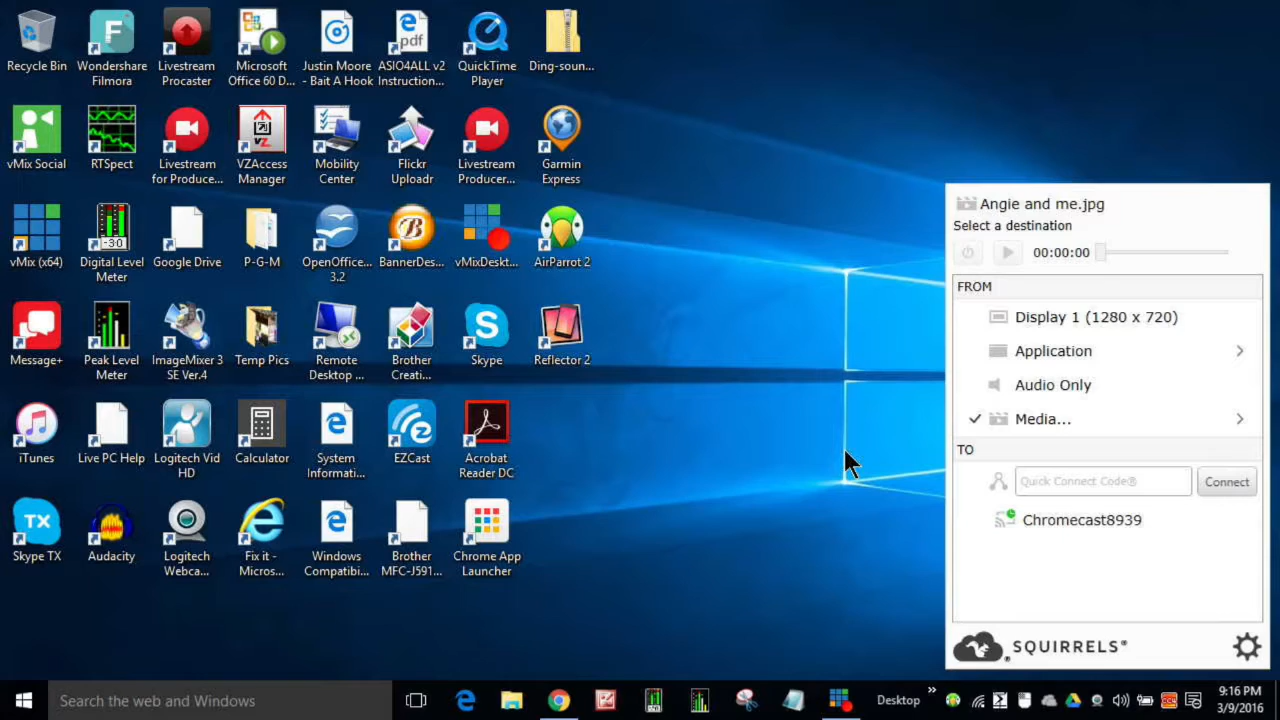 Recycle Bin
Wondershare
Filmora
Livestream
Procaster
Microsoft
Office 60 D...
Justin Moore
- Bait A Hook
pdf
ASIO4ALL v2
Instruction...
QuickTime
Player
Ding-soun...
vMix Social
RTSpect
Livestream
for Produce...
VZ
VZAccess
Manager
Mobility
Center
Flickr
Uploadr
Livestream
Producer...
Garmin
Express
vMix (x64)
-30
Digital Level
Meter
Google Drive
P-G-M
OpenOffice...
3.2
B
BannerDes...
vMixDeskt...
AirParrot 2
Message+
Peak Level
Meter
ImageMixer 3
SE Ver.4
Temp Pics
Remote
Desktop ...
Brother
Creati...
Skype
Reflector 2
iTunes
Live PC Help
Logitech Vid
HD
Calculator
System
Informati...
EZCast
Acrobat
Reader DC
TX
Skype TX
Audacity
Logitech
Webca...
Fix it -
Micros...
Windows
Compatibi...
Brother
MFC-J591...
Chrome App
Launcher
Angie and me.jpg
Select a destination
00:00:00
FROM
Display 1 (1280 x 720)
Application
Audio Only
Media...
TO
Quick Connect Code®
Connect
Chromecast8939
SQUIRRELS®
Search the web and Windows
Desktop
9:16 PM
3/9/2016